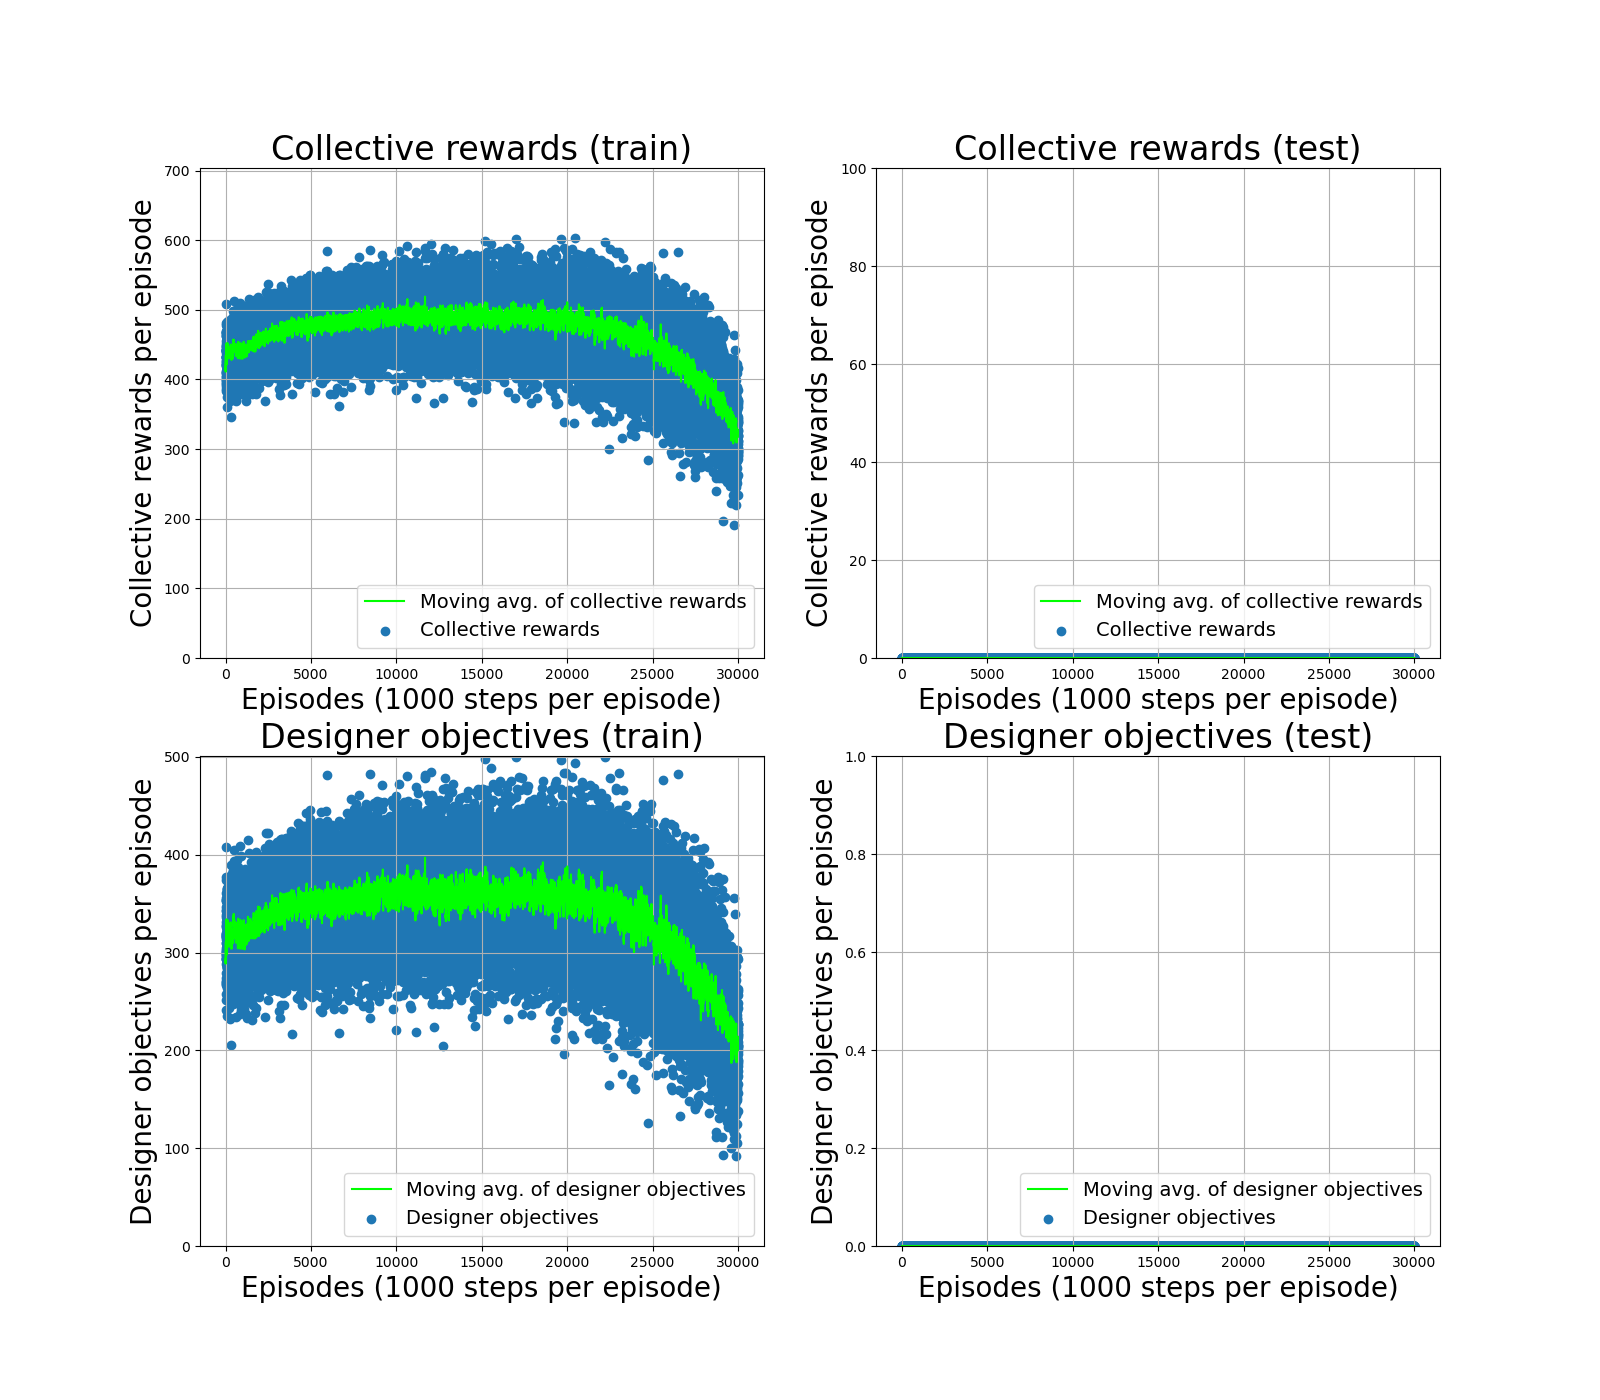 Collective rewards (train)
Collective rewards per episode
700
600
500
400
300
200
100
0
Moving avg. of collective rewards
Collective rewards
0 5000 10000 15000 20000 25000 30000
Episodes (1000 steps per episode)
Collective rewards (test)
Collective rewards per episode
100
80
60
40
20
0
Moving avg. of collective rewards
Collective rewards
0 5000 10000 15000 20000 25000 30000
Episodes (1000 steps per episode)
Designer objectives (train)
Designer objectives per episode
500
400
300
200
100
0
Moving avg. of designer objectives
Designer objectives
0 5000 10000 15000 20000 25000 30000
Episodes (1000 steps per episode)
Designer objectives (test)
Designer objectives per episode
1.0
0.8
0.6
0.4
0.2
0.0
Moving avg. of designer objectives
Designer objectives
0 5000 10000 15000 20000 25000 30000
Episodes (1000 steps per episode)